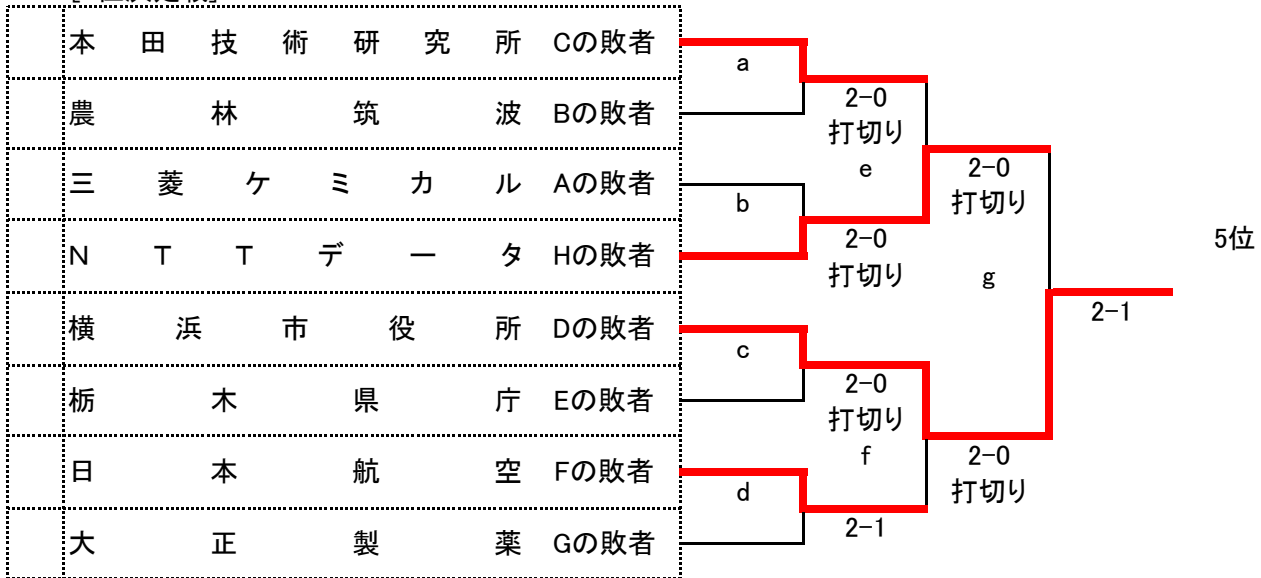 本田技術研究所 Cの敗者
a
農林筑波 Bの敗者
2-0
打切り
e
三菱ケミカル Aの敗者
b
2-0
打切り
NTTデータ Hの敗者
2-0
打切り
g
5位
横浜市役所 Dの敗者
c
2-1
栃木県庁 Eの敗者
2-0
打切り
f
日本航空 Fの敗者
d
2-0
打切り
大正製薬 Gの敗者
2-1